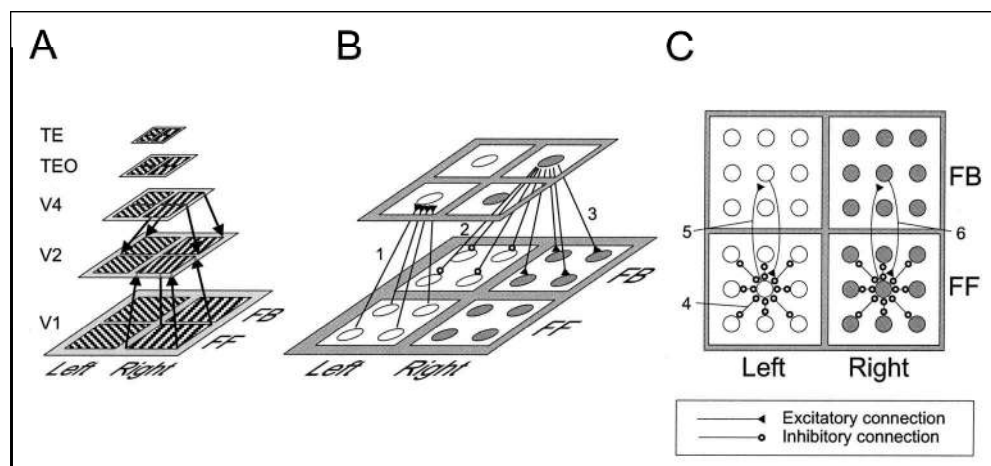 A
B
C
TE
TEO
V4
V2
V1
FB
FF
Left Right
1
2
3
FB
FF
Left
Right
5
6
4
FB
FF
Left
Right
Excitatory connection
Inhibitory connection